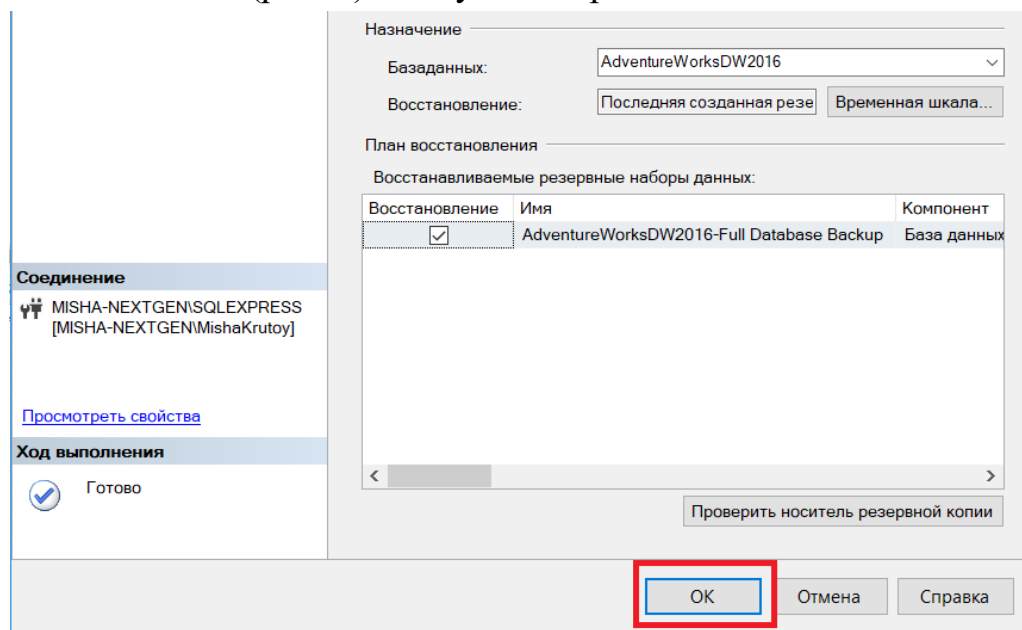 Назначение
Базаданных:
AdventureWorksDW2016
Восстановление:
Последняя созданная резе
Временная шкала...
План восстановления
Восстанавливаемые резервные наборы данных:
Восстановление Имя Компонент
AdventureWorksDW2016-Full Database Backup База данных
Соединение
MISHA-NEXTGEN\SQLEXPRESS
[MISHA-NEXTGEN\MishaKrutoy]
Просмотреть свойства
Ход выполнения
Готово
Проверить носитель резервной копии
ОК Отмена Справка